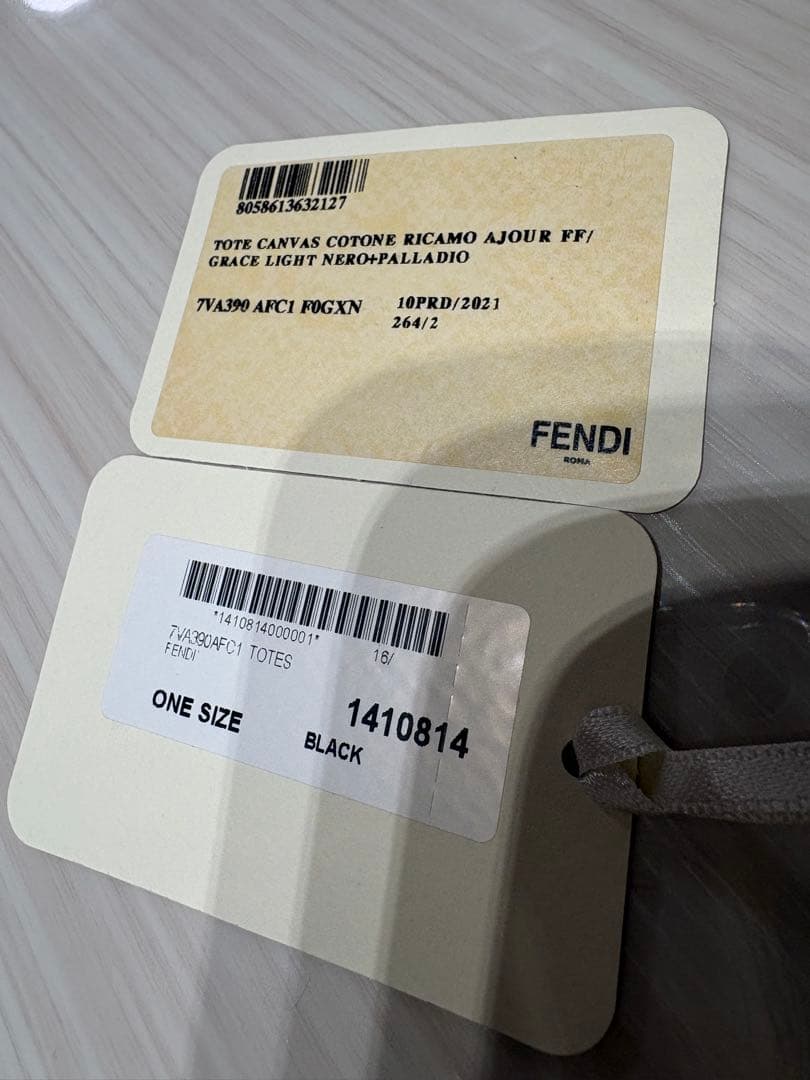 8058613632127
TOTE CANVAS COTONE RICAMO AJOUR FF/
GRACE LIGHT NERO+PALLADIO
7VA390 AFC1 F0GXN 10PRD/2021
264/2
FENDI
ROMA
*1410814000001*
7VA390AFC1 TOTES 16/
FENDI
ONE SIZE 1410814
BLACK